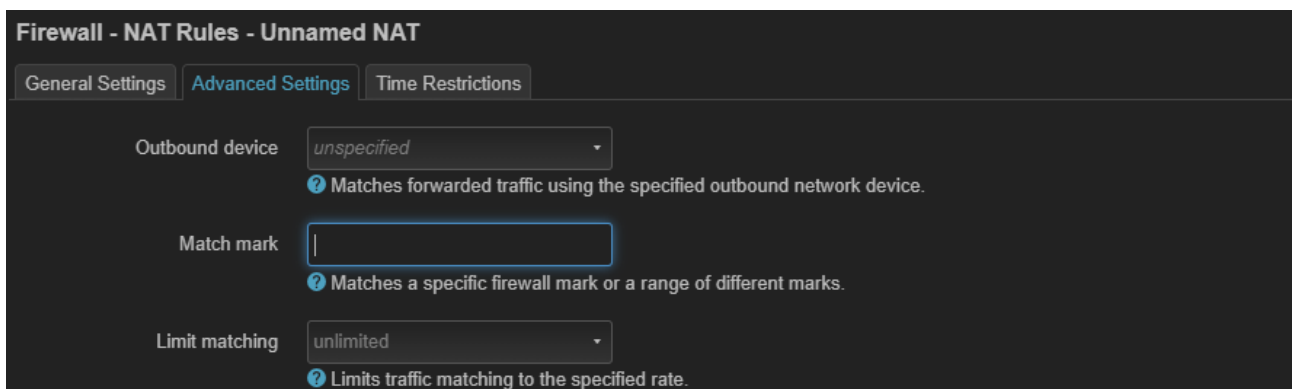 Firewall - NAT Rules - Unnamed NAT
General Settings Advanced Settings Time Restrictions
Outbound device unspecified
Matches forwarded traffic using the specified outbound network device.
Match mark
Matches a specific firewall mark or a range of different marks.
Limit matching unlimited
Limits traffic matching to the specified rate.